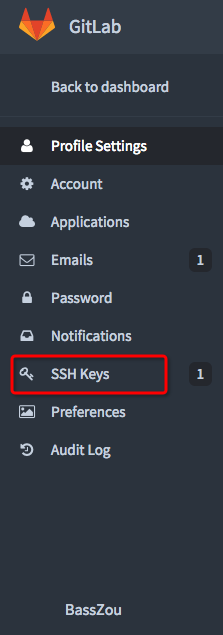 GitLab
Back to dashboard
Profile Settings
Account
Applications
Emails 1
Password
Notifications
SSH Keys 1
Preferences
Audit Log
BassZou